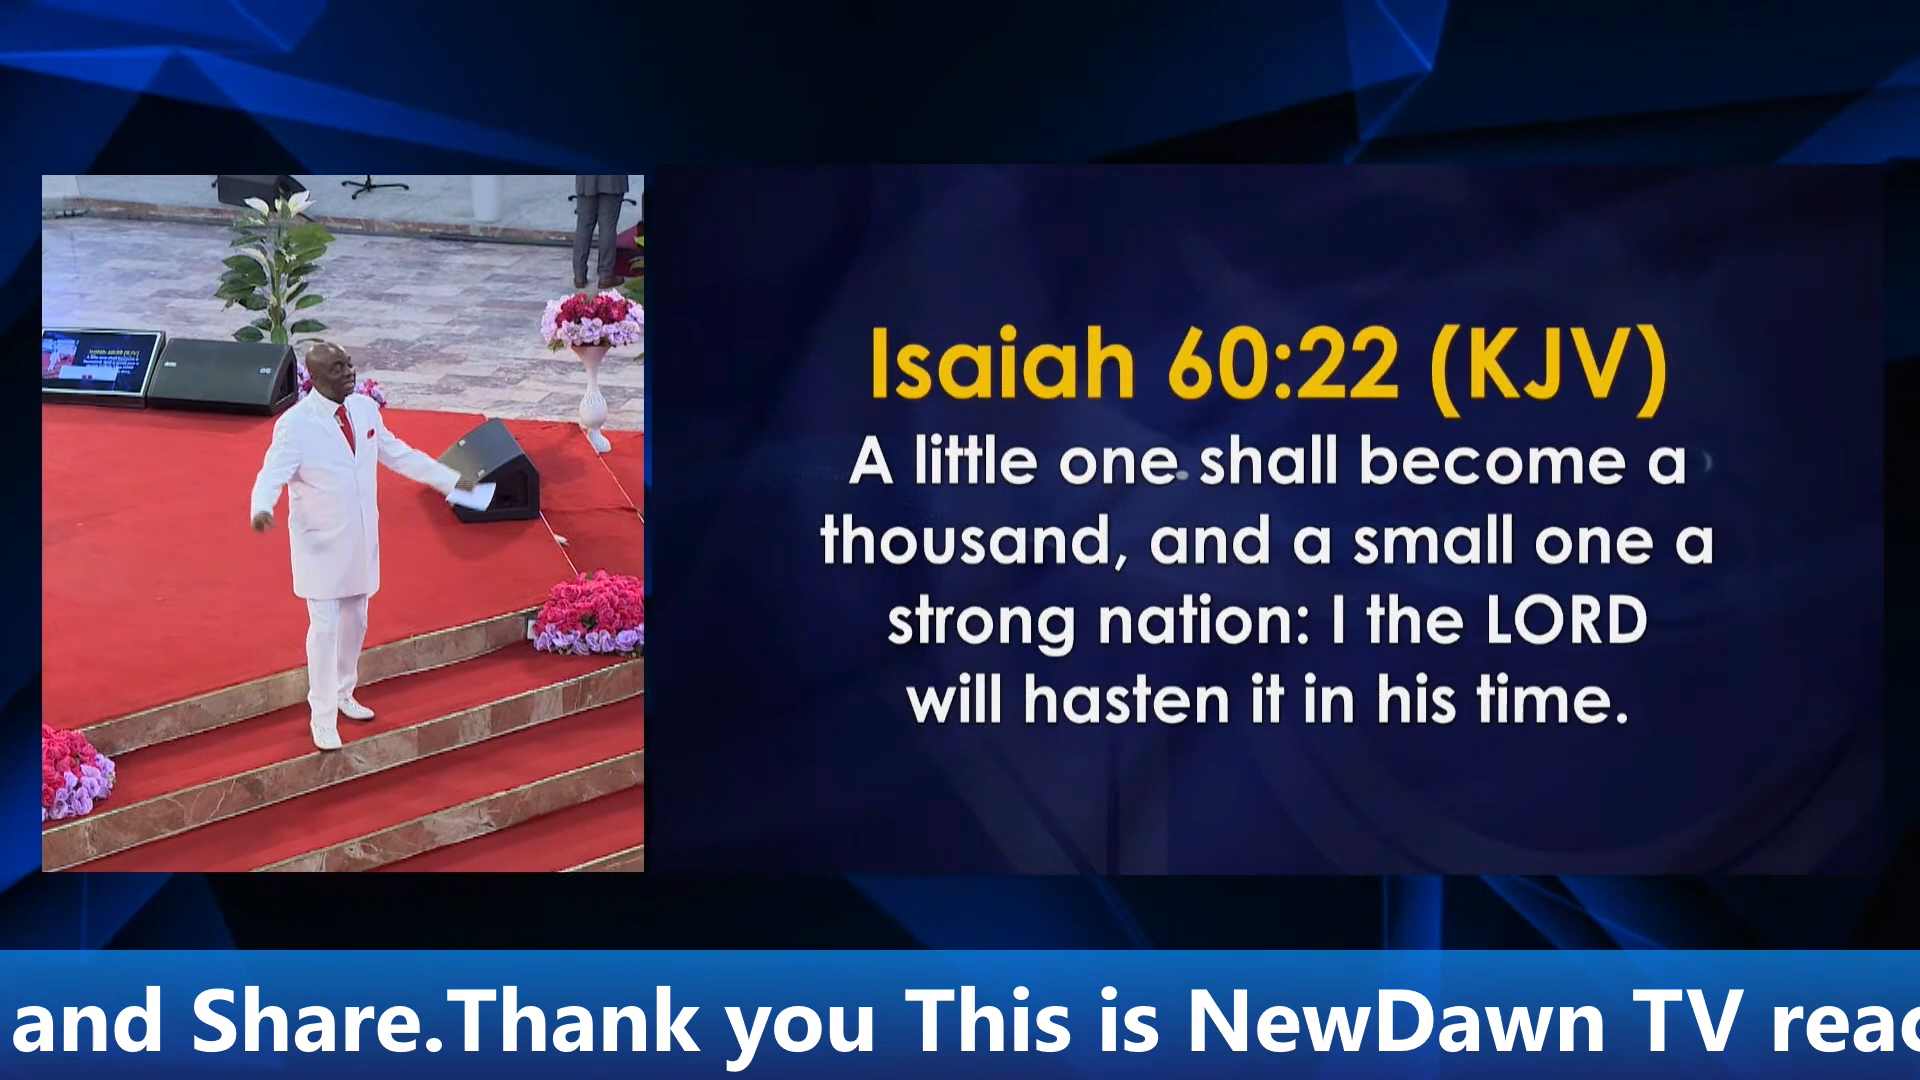 Isaiah 60:22 (KJV)
A little one shall become a
thousand, and a small one a
strong nation: I the LORD
will hasten it in his time.
and Share.Thank you This is NewDawn TV reac